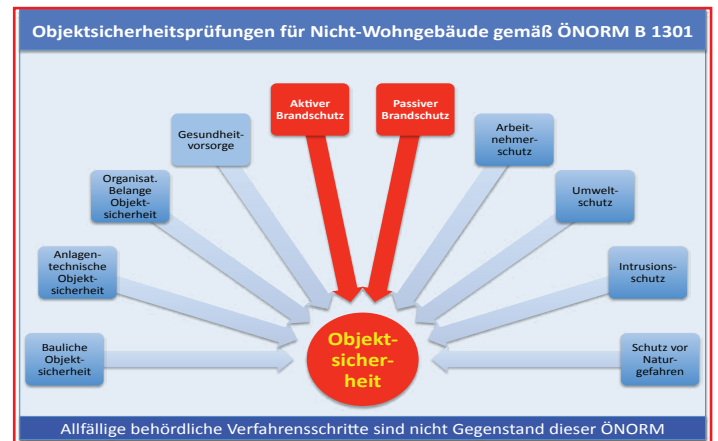 Objektsicherheitsprüfungen für Nicht-Wohngebäude gemäß ÖNORM B 1301
Aktiver
Brandschutz
Passiver
Brandschutz
Gesundheit-
vorsorge
Arbeit-
nehmer-
schutz
Organisat.
Belange
Objekt-
sicherheit
Umwelt-
schutz
Anlagen-
technische
Objekt-
sicherheit
Intrusions-
schutz
Bauliche
Objekt-
sicherheit
Objekt-
sicher-
heit
Schutz vor
Natur-
gefahren
Allfällige behördliche Verfahrensschritte sind nicht Gegenstand dieser ÖNORM